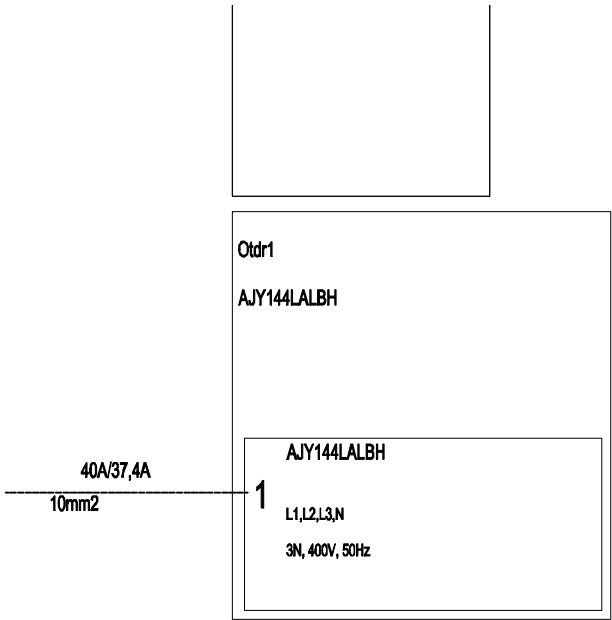 Otdr1
AJY144LALBH
AJY144LALBH
40A/37,4A
1
10mm2
L1,L2,L3,N
3N, 400V, 50Hz